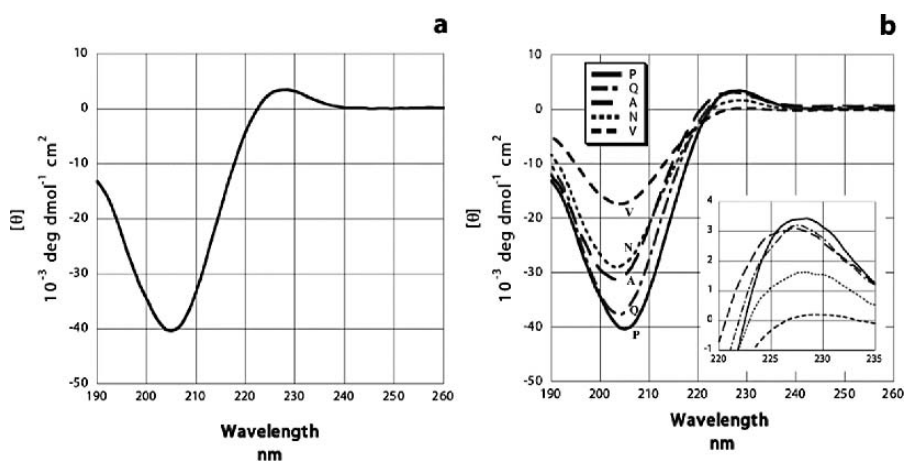 a
10
0
-10
-20
-30
-40
-50
[θ]
10⁻³ deg dmol⁻¹ cm²
190 200 210 220 230 240 250 260
Wavelength
nm
b
10
0
-10
-20
-30
-40
-50
[θ]
10⁻³ deg dmol⁻¹ cm²
P
Q
A
N
V
V
N
A
Q
P
4
3
2
1
0
-1
220 225 230 235
190 200 210 220 230 240 250 260
Wavelength
nm